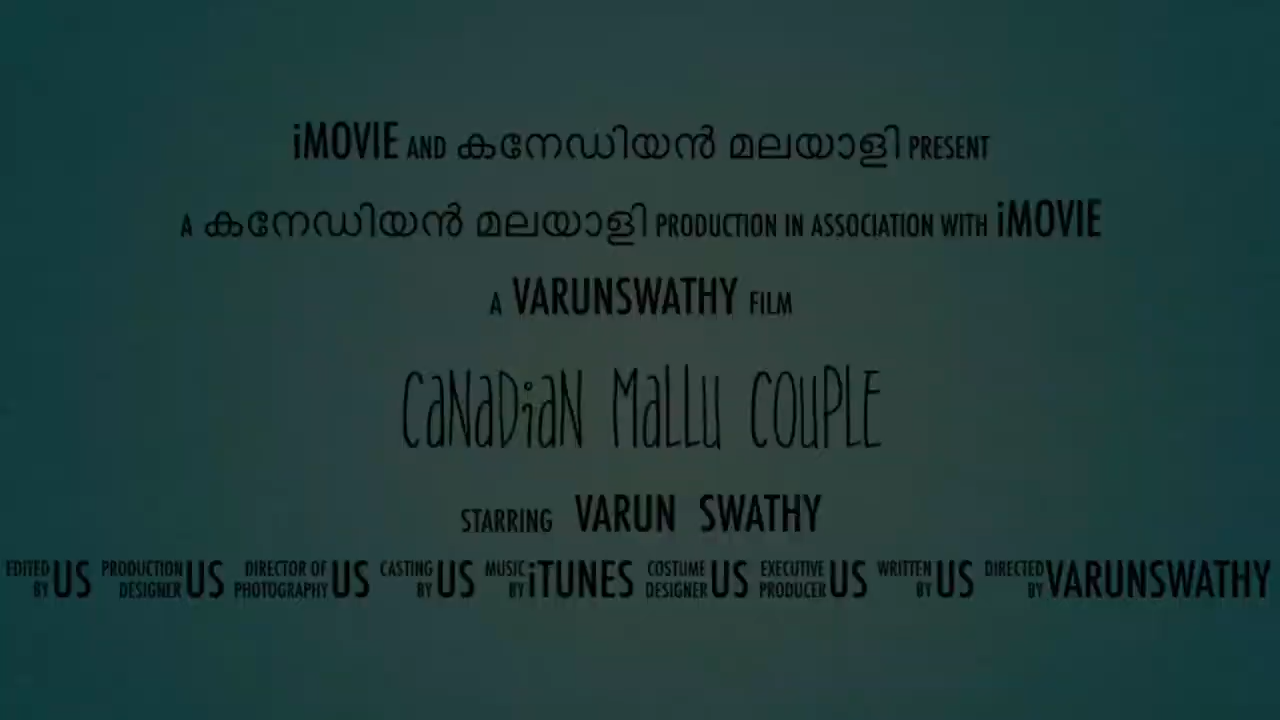 iMOVIE AND കനേഡിയൻ മലയാളി PRESENT
A കനേഡിയൻ മലയാളി PRODUCTION IN ASSOCIATION WITH iMOVIE
A VARUNSWATHY FILM
CaNaDiaN MaLLu COuPLE
STARRING VARUN SWATHY
EDITED BY US PRODUCTION DESIGNER US DIRECTOR OF PHOTOGRAPHY US CASTING BY US MUSIC BY iTUNES COSTUME DESIGNER US EXECUTIVE PRODUCER US WRITTEN BY US DIRECTED BY VARUNSWATHY